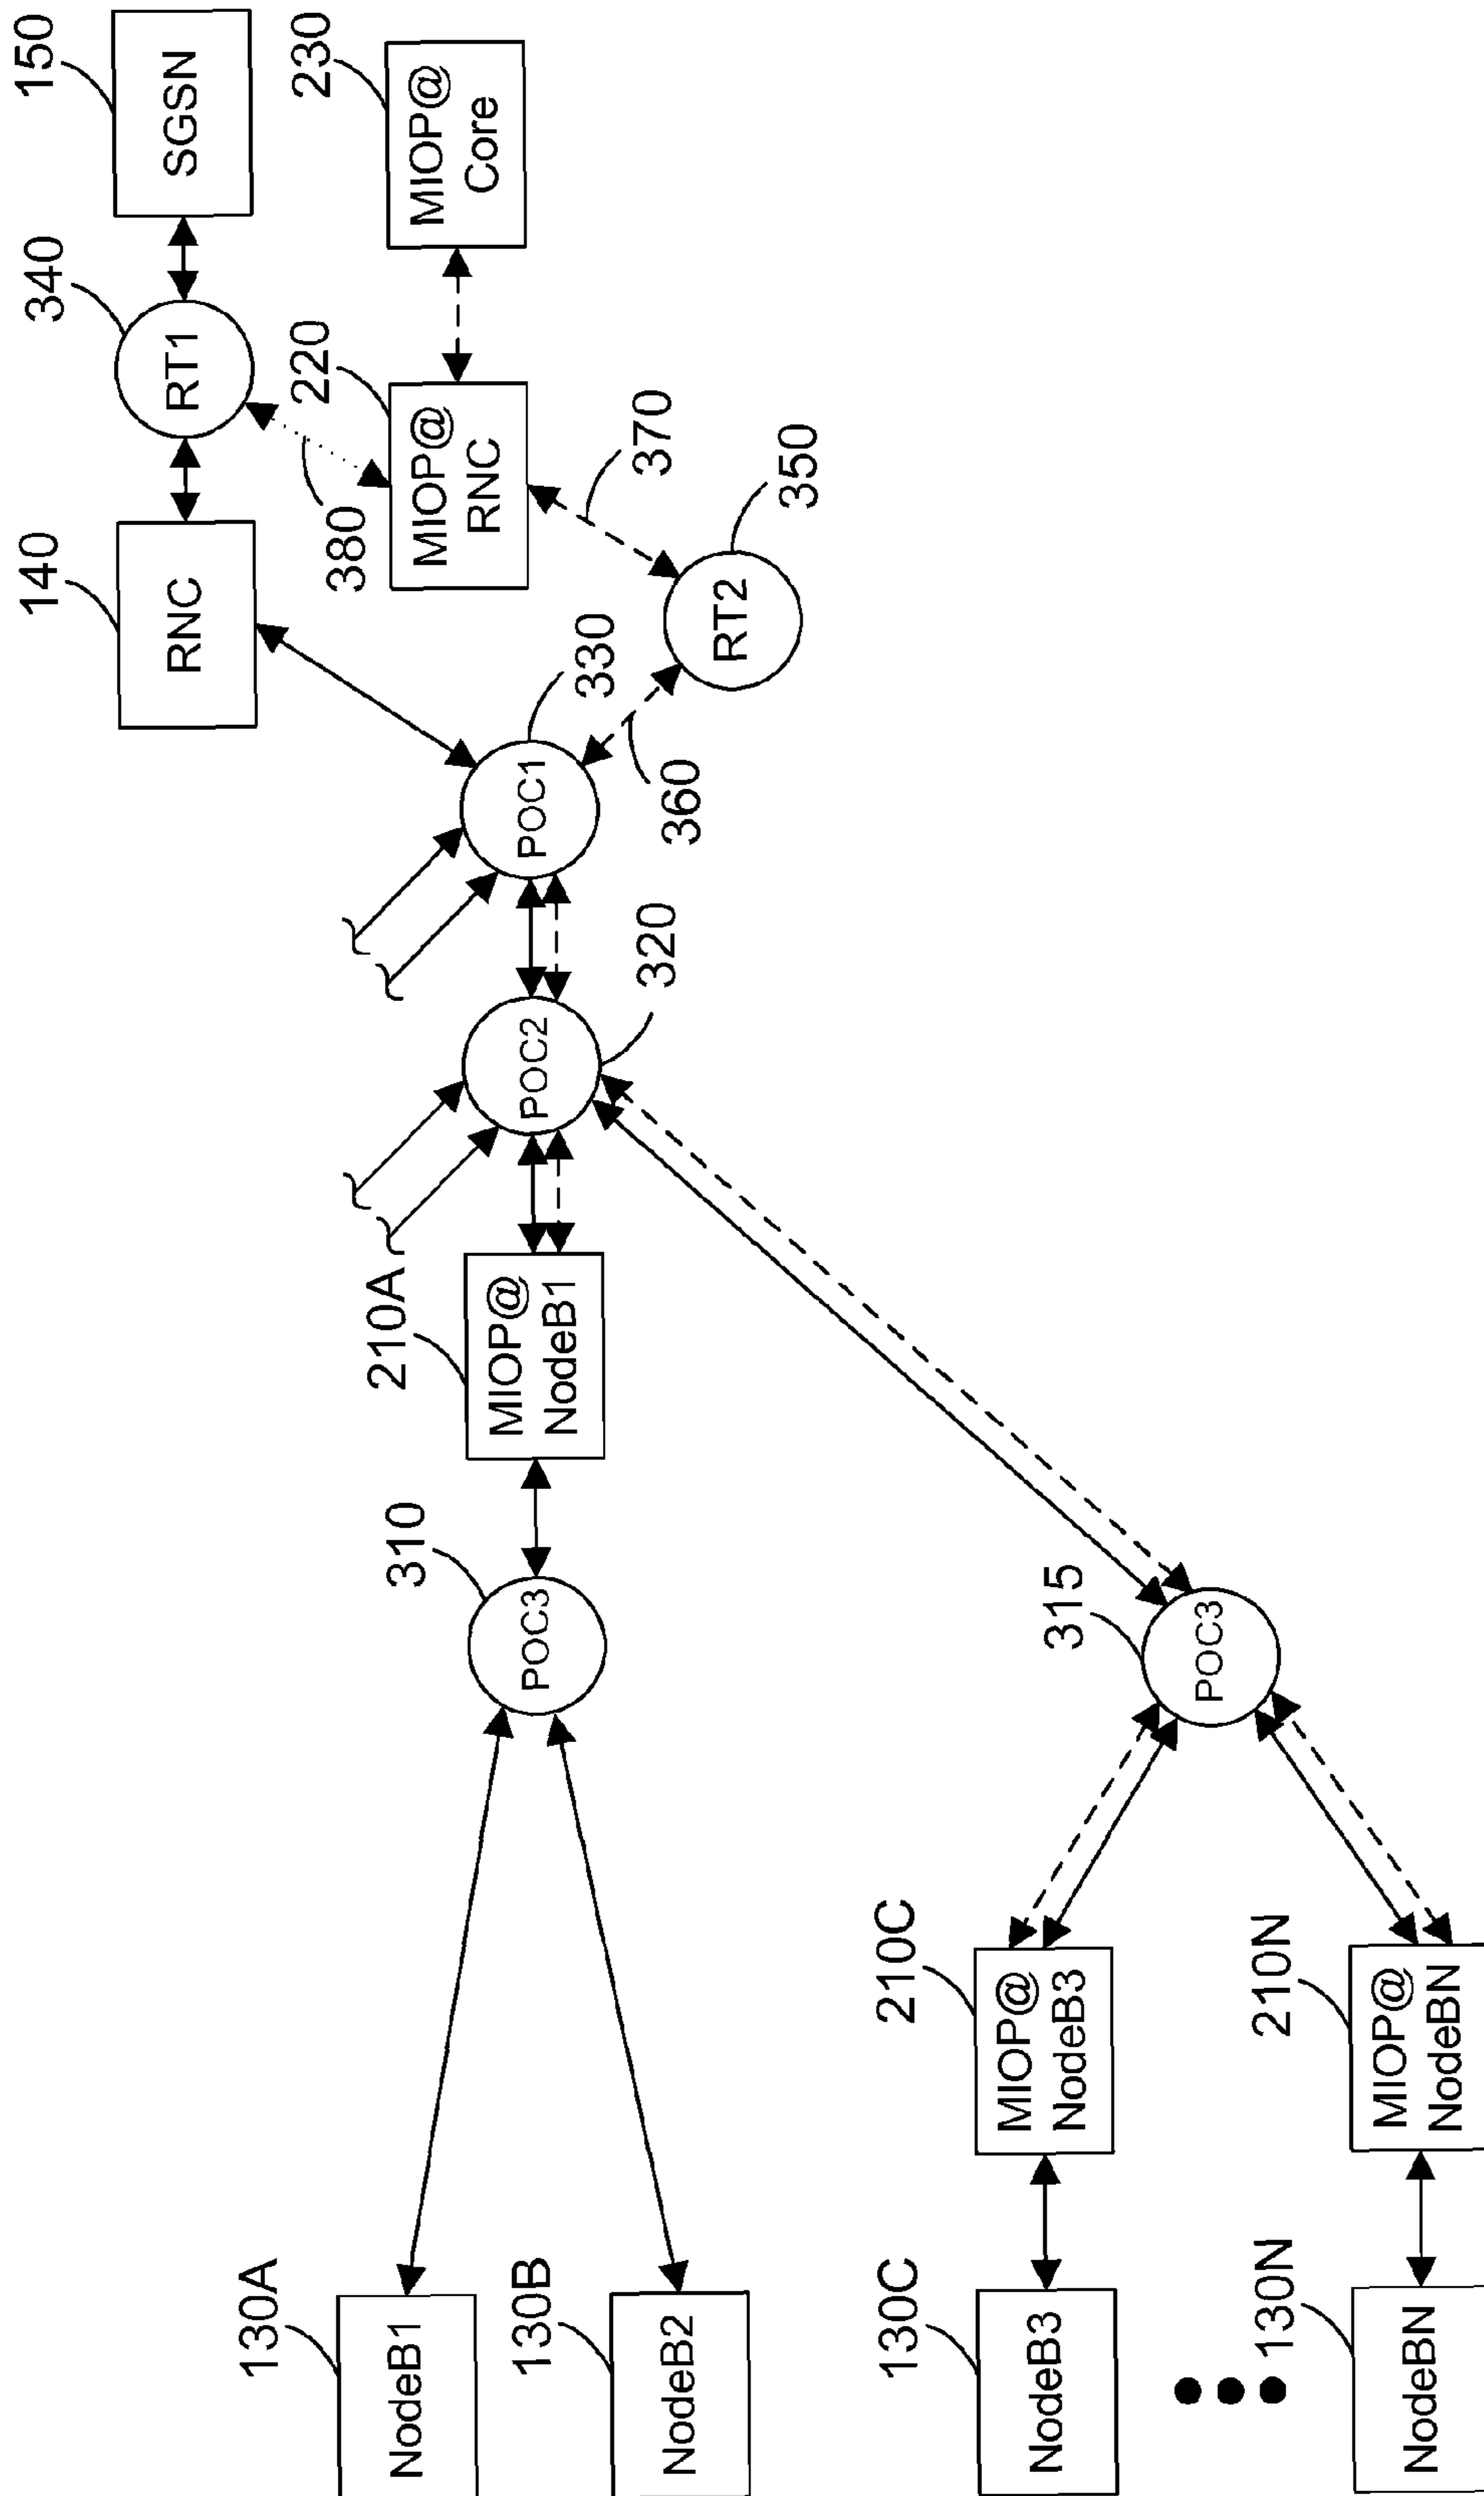 130A
NodeB1
130B
NodeB2
130C
NodeB3
130N
NodeBN
210C
MIOP@
NodeB3
210N
MIOP@
NodeBN
310
POC3
315
POC3
210A
MIOP@
NodeB1
POC2
320
POC1
330
360
140
RNC
RT2
350
370
380
220
MIOP@
RNC
340
RT1
150
SGSN
230
MIOP@
Core